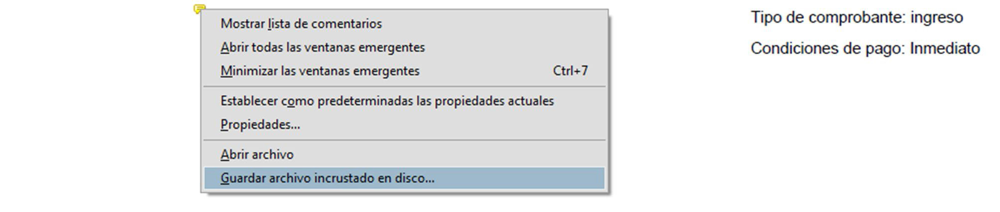 Mostrar lista de comentarios
Abrir todas las ventanas emergentes
Minimizar las ventanas emergentes Ctrl+7
Establecer como predeterminadas las propiedades actuales
Propiedades...
Abrir archivo
Guardar archivo incrustado en disco...
Tipo de comprobante: ingreso
Condiciones de pago: Inmediato